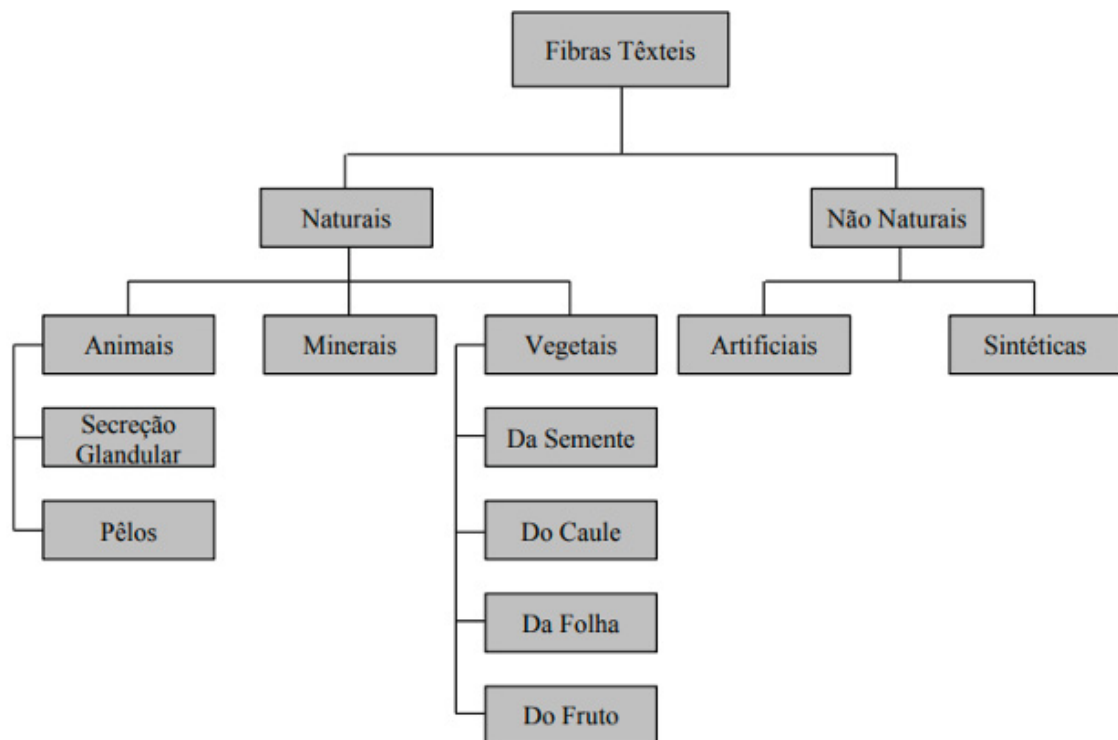 Fibras Têxteis
Naturais
Não Naturais
Animais
Minerais
Vegetais
Artificiais
Sintéticas
Secreção
Glandular
Da Semente
Pêlos
Do Caule
Da Folha
Do Fruto